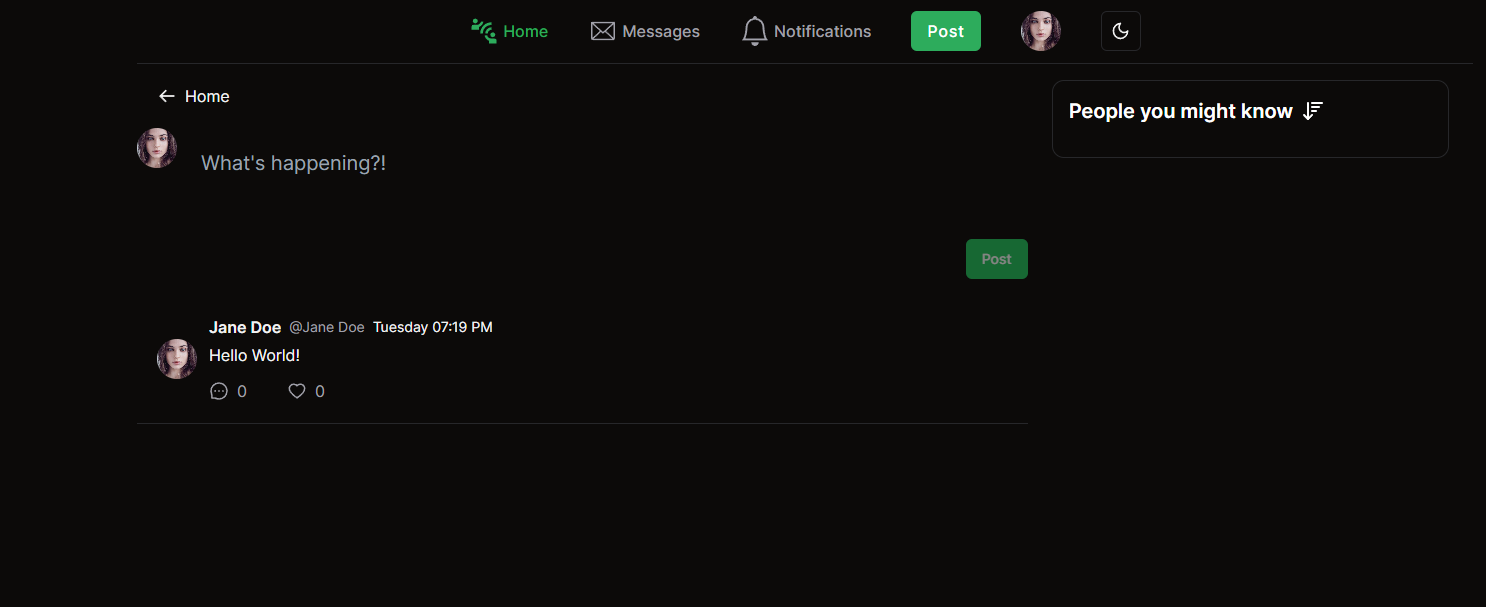 Home Messages Notifications Post
Home
People you might know
What's happening?!
Post
Jane Doe @Jane Doe Tuesday 07:19 PM
Hello World!
0 0